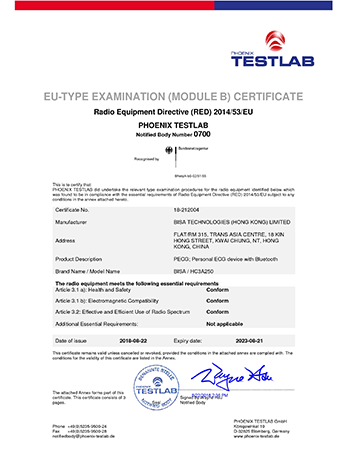 PHOENIX
TESTLAB
EU-TYPE EXAMINATION (MODULE B) CERTIFICATE
Radio Equipment Directive (RED) 2014/53/EU
PHOENIX TESTLAB
Notified Body Number 0700
Bundesnetzagentur
Recognised by
This is to certify that:
PHOENIX TESTLAB did undertake the relevant type examination procedures for the radio equipment identified below which
was found to be in compliance with the essential requirements of Radio Equipment Directive (RED) 2014/53/EU subject to any
conditions in the annex attached hereto.
Certificate No. 18-212004
Manufacturer BISA TECHNOLOGIES (HONG KONG) LIMITED
Address FLAT/RM 315, TRANS ASIA CENTRE, 18 KIN
HONG STREET, KWAI CHUNG, NT, HONG
KONG, CHINA
Product Description PECG; Personal ECG device with Bluetooth
Brand Name / Model Name BISA / HC3A250
The radio equipment meets the following essential requirements
Article 3.1 a): Health and Safety Conform
Article 3.1 b): Electromagnetic Compatibility Conform
Article 3.2: Effective and Efficient Use of Radio Spectrum Conform
Additional Essential Requirements: Not applicable
Date of issue 2018-08-22 Expiry date: 2023-08-21
This certificate remains valid unless cancelled or revoked, provided the conditions in the attached annex are complied with. The
conditions for the validity of this certificate are listed in the Annex.
PHOENIX
TESTLAB
The attached Annex forms part of
this certificate. This certificate consists of 3
pages.
Seal
Signed by Wayne Hsu
Notified Body
PHOENIX TESTLAB GmbH
Phone +49(0)5235-9500-24 Königswinkel 10
Fax +49(0)5235-9500-28 D-32825 Blomberg, Germany
notifiedbody@phoenix-testlab.de www.phoenix-testlab.de